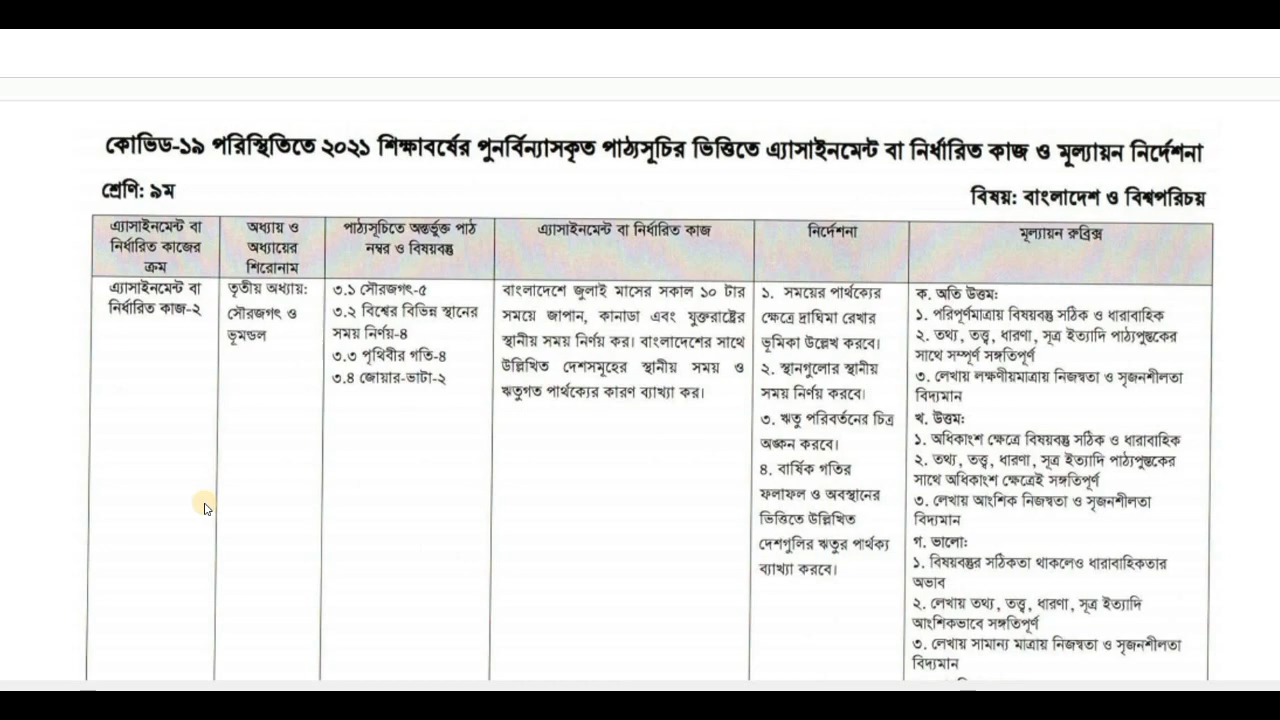 কোভিড-১৯ পরিস্থিতিতে ২০২১ শিক্ষাবর্ষের পুনর্বিন্যাসকৃত পাঠ্যসূচির ভিত্তিতে এ্যাসাইনমেন্ট বা নির্ধারিত কাজ ও মূল্যায়ন নির্দেশনা
শ্রেণি: ৯ম
বিষয়: বাংলাদেশ ও বিশ্বপরিচয়
এ্যাসাইনমেন্ট বা
নির্ধারিত কাজের
ক্রম
অধ্যায় ও
অধ্যায়ের
শিরোনাম
পাঠ্যসূচিতে অন্তর্ভুক্ত পাঠ
নম্বর ও বিষয়বস্তু
এ্যাসাইনমেন্ট বা নির্ধারিত কাজ
নির্দেশনা
মূল্যায়ন রুব্রিক্স
এ্যাসাইনমেন্ট বা
নির্ধারিত কাজ-২
তৃতীয় অধ্যায়:
সৌরজগৎ ও
ভূমন্ডল
৩.১ সৌরজগৎ-৫
৩.২ বিশ্বের বিভিন্ন স্থানের
সময় নির্ণয়-৪
৩.৩ পৃথিবীর গতি-৪
৩.৪ জোয়ার-ভাটা-২
বাংলাদেশে জুলাই মাসের সকাল ১০ টার
সময়ে জাপান, কানাডা এবং যুক্তরাষ্ট্রের
স্থানীয় সময় নির্ণয় কর। বাংলাদেশের সাথে
উল্লিখিত দেশসমূহের স্থানীয় সময় ও
ঋতুগত পার্থক্যের কারণ ব্যাখ্যা কর।
১. সময়ের পার্থক্যের
ক্ষেত্রে দ্রাঘিমা রেখার
ভূমিকা উল্লেখ করবে।
২. স্থানগুলোর স্থানীয়
সময় নির্ণয় করবে।
৩. ঋতু পরিবর্তনের চিত্র
অঙ্কন করবে।
৪. বার্ষিক গতির
ফলাফল ও অবস্থানের
ভিত্তিতে উল্লিখিত
দেশগুলির ঋতুর পার্থক্য
ব্যাখ্যা করবে।
ক. অতি উত্তম:
১. পরিপূর্ণমাত্রায় বিষয়বস্তু সঠিক ও ধারাবাহিক
২. তথ্য, তত্ত্ব, ধারণা, সূত্র ইত্যাদি পাঠ্যপুস্তকের
সাথে সম্পূর্ণ সঙ্গতিপূর্ণ
৩. লেখায় লক্ষণীয়মাত্রায় নিজস্বতা ও সৃজনশীলতা
বিদ্যমান
খ. উত্তম:
১. অধিকাংশ ক্ষেত্রে বিষয়বস্তু সঠিক ও ধারাবাহিক
২. তথ্য, তত্ত্ব, ধারণা, সূত্র ইত্যাদি পাঠ্যপুস্তকের
সাথে অধিকাংশ ক্ষেত্রেই সঙ্গতিপূর্ণ
৩. লেখায় আংশিক নিজস্বতা ও সৃজনশীলতা
বিদ্যমান
গ. ভালো:
১. বিষয়বস্তুর সঠিকতা থাকলেও ধারাবাহিকতার
অভাব
২. লেখায় তথ্য, তত্ত্ব, ধারণা, সূত্র ইত্যাদি
আংশিকভাবে সঙ্গতিপূর্ণ
৩. লেখায় সামান্য মাত্রায় নিজস্বতা ও সৃজনশীলতা
বিদ্যমান